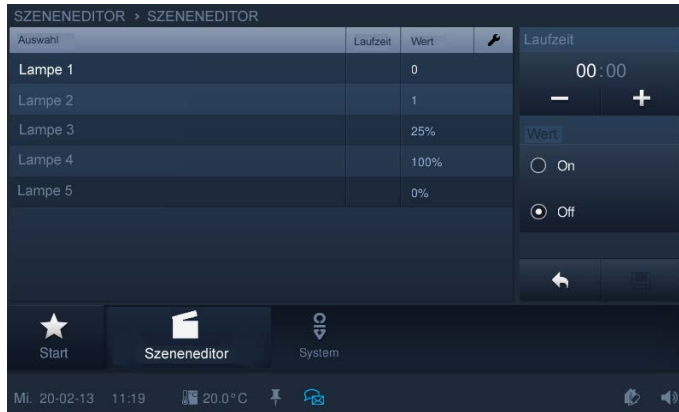 SZENENEDITOR > SZENENEDITOR
Auswahl Laufzeit Wert
Laufzeit
Lampe 1 0
00:00
Lampe 2 1
Lampe 3 25%
Wert
Lampe 4 100%
On
Lampe 5 0%
Off
Start Szeneneditor System
Mi. 20-02-13 11:19 20.0°C